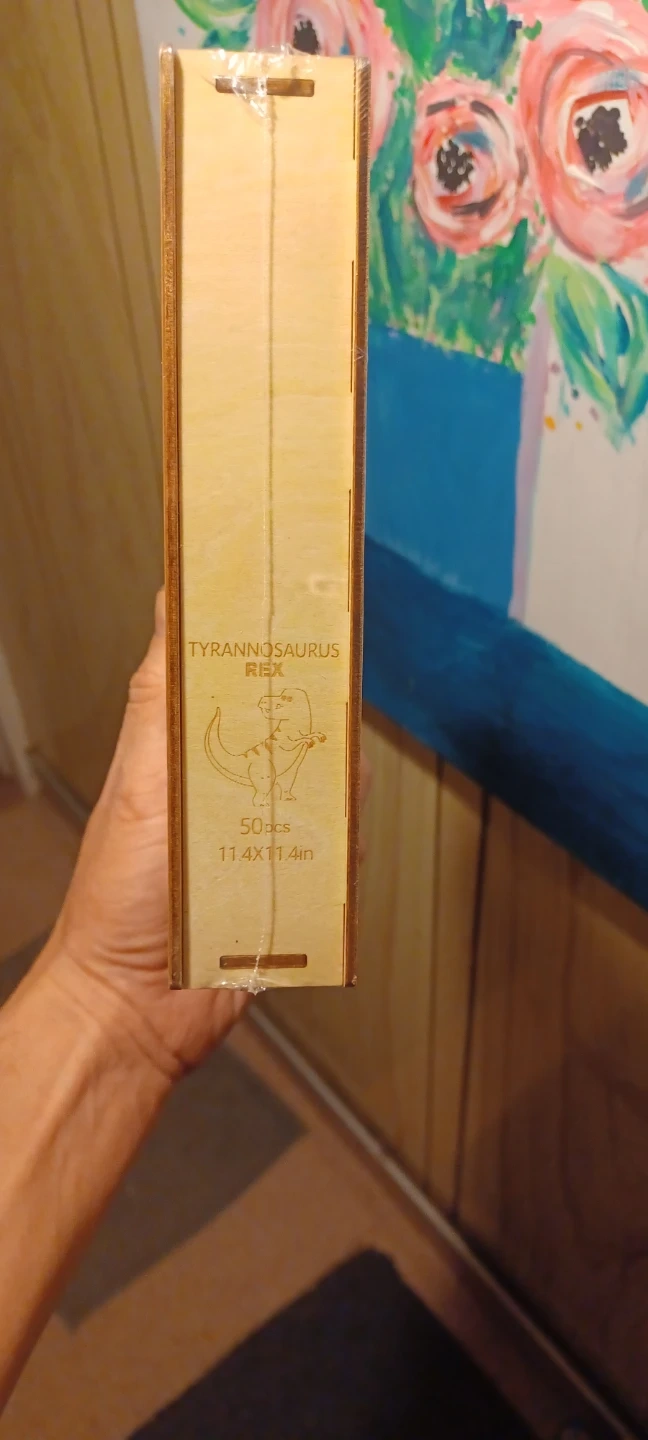 TYRANNOSAURUS
REX
50pcs
11.4X11.4in